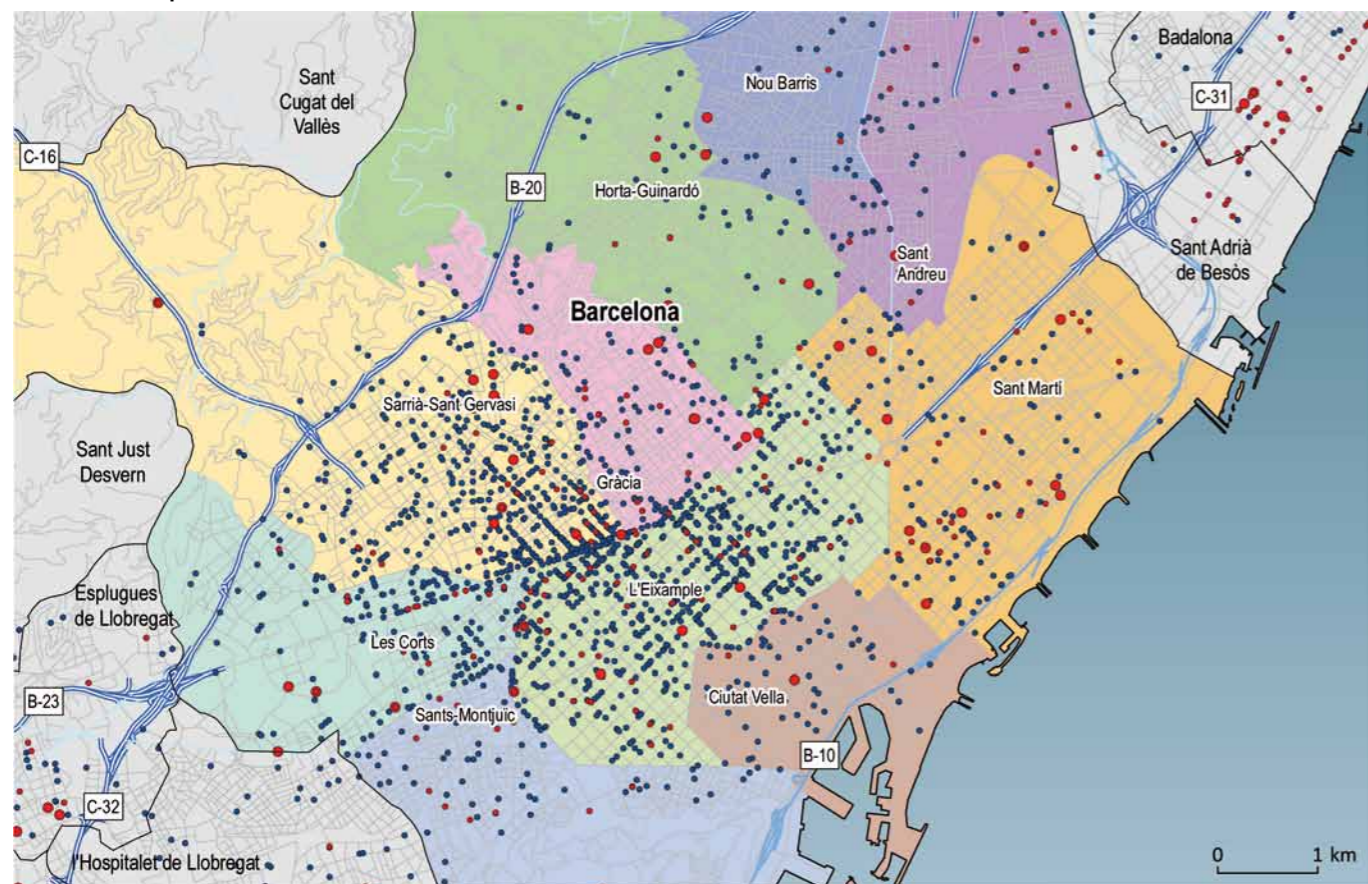 Badalona
Nou Barris
Sant
Cugat del
Vallès
C-31
C-16
B-20
Horta-Guinardó
Sant
Andreu
Sant Adrià
de Besòs
Barcelona
Sant Martí
Sarrià-Sant Gervasi
Sant Just
Desvern
Gràcia
L'Eixample
Esplugues
de Llobregat
Les Corts
B-23
Ciutat Vella
Sants-Montjuïc
B-10
C-32
l'Hospitalet de Llobregat
0 1 km